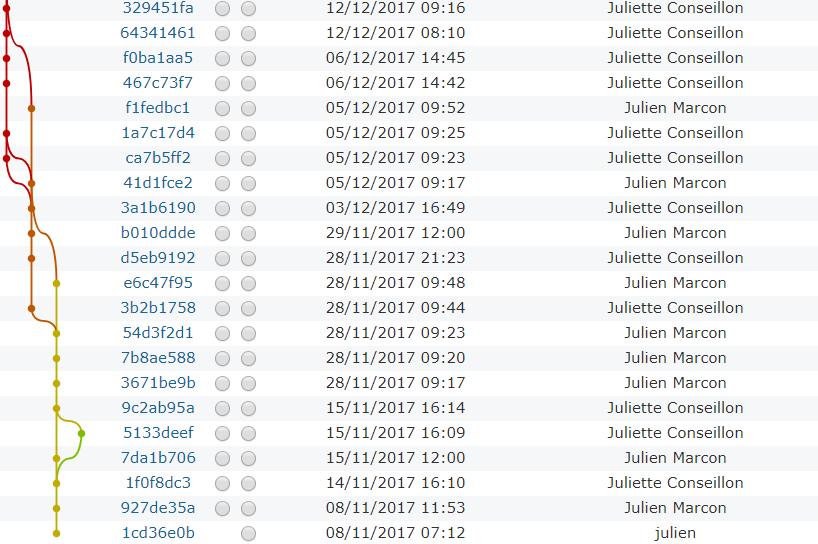 329451fa 12/12/2017 09:16 Juliette Conseillon
64341461 12/12/2017 08:10 Juliette Conseillon
f0ba1aa5 06/12/2017 14:45 Juliette Conseillon
467c73f7 06/12/2017 14:42 Juliette Conseillon
f1fedbc1 05/12/2017 09:52 Julien Marcon
1a7c17d4 05/12/2017 09:25 Juliette Conseillon
ca7b5ff2 05/12/2017 09:23 Juliette Conseillon
41d1fce2 05/12/2017 09:17 Julien Marcon
3a1b6190 03/12/2017 16:49 Juliette Conseillon
b010ddde 29/11/2017 12:00 Julien Marcon
d5eb9192 28/11/2017 21:23 Juliette Conseillon
e6c47f95 28/11/2017 09:48 Julien Marcon
3b2b1758 28/11/2017 09:44 Juliette Conseillon
54d3f2d1 28/11/2017 09:23 Julien Marcon
7b8ae588 28/11/2017 09:20 Julien Marcon
3671be9b 28/11/2017 09:17 Julien Marcon
9c2ab95a 15/11/2017 16:14 Juliette Conseillon
5133deef 15/11/2017 16:09 Juliette Conseillon
7da1b706 15/11/2017 12:00 Julien Marcon
1f0f8dc3 14/11/2017 16:10 Juliette Conseillon
927de35a 08/11/2017 11:53 Julien Marcon
1cd36e0b 08/11/2017 07:12 julien